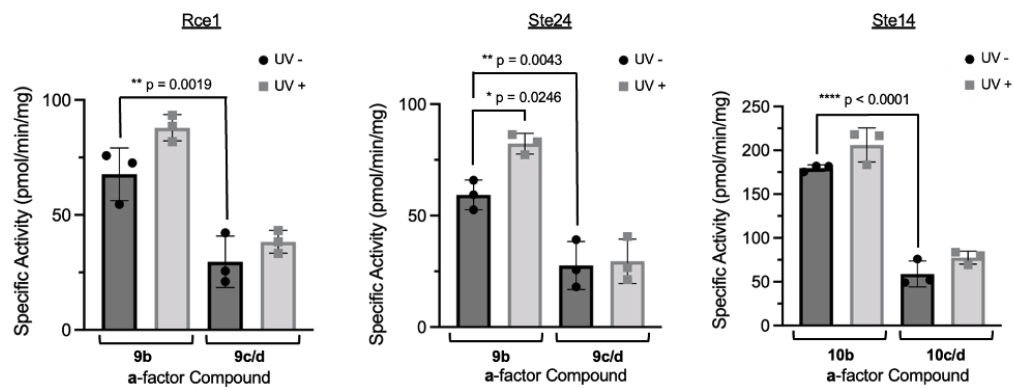 Rce1
UV -
UV +
** p = 0.0019
Specific Activity (pmol/min/mg)
100
50
0
9b
9c/d
a-factor Compound
Ste24
UV -
UV +
** p = 0.0043
* p = 0.0246
Specific Activity (pmol/min/mg)
100
50
0
9b
9c/d
a-factor Compound
Ste14
UV -
UV +
**** p < 0.0001
Specific Activity (pmol/min/mg)
250
200
150
100
50
0
10b
10c/d
a-factor Compound